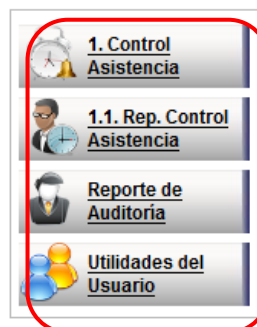 1. Control
Asistencia
1.1. Rep. Control
Asistencia
Reporte de
Auditoría
Utilidades del
Usuario